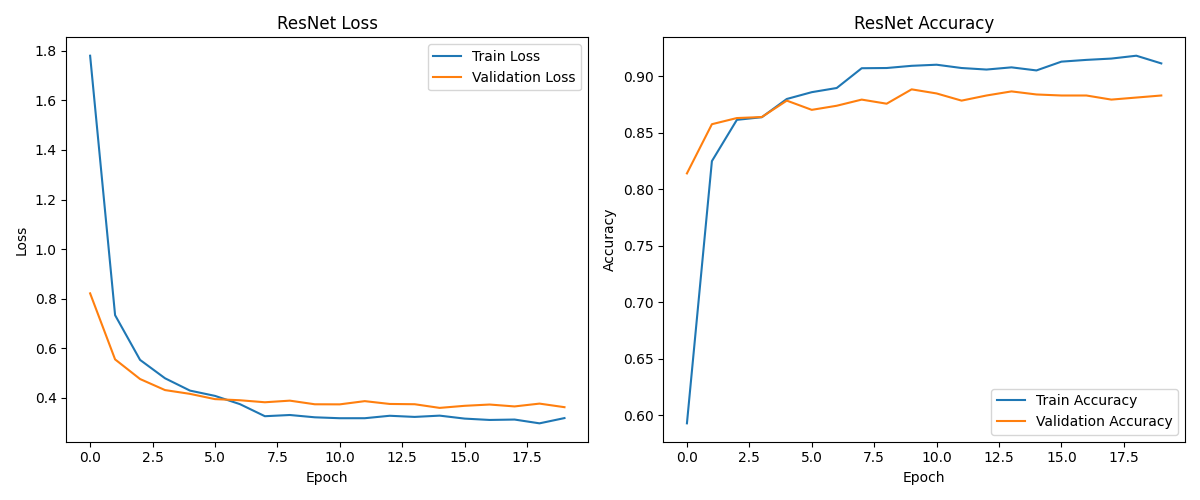 ResNet Loss
Train Loss
Validation Loss
1.8
1.6
1.4
1.2
1.0
0.8
0.6
0.4
Loss
0.0 2.5 5.0 7.5 10.0 12.5 15.0 17.5
Epoch
ResNet Accuracy
0.90
0.85
0.80
0.75
0.70
0.65
0.60
Accuracy
Train Accuracy
Validation Accuracy
0.0 2.5 5.0 7.5 10.0 12.5 15.0 17.5
Epoch